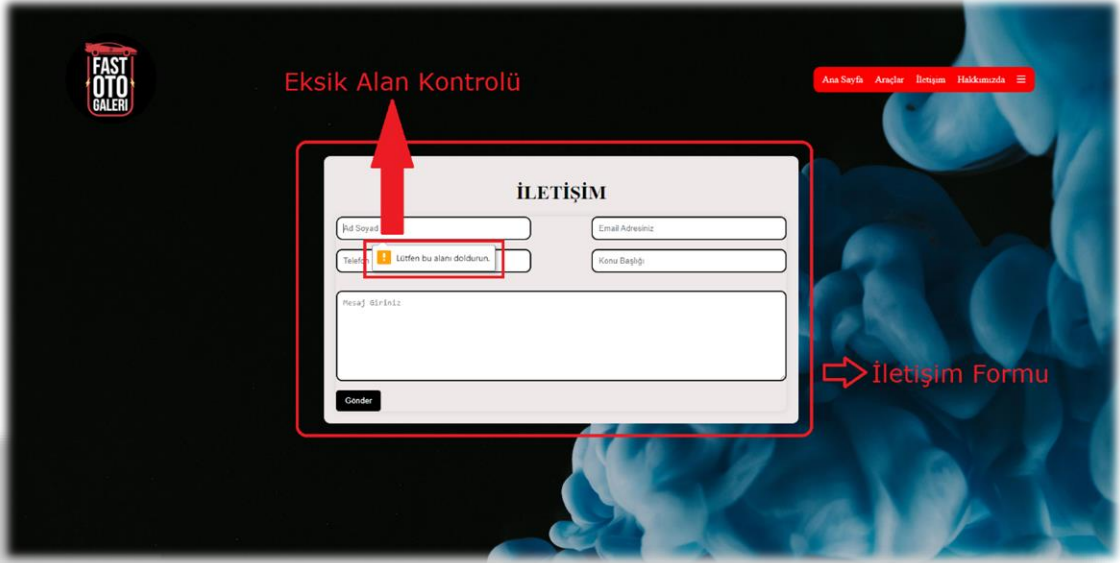 FAST
OTO
GALERİ
Eksik Alan Kontrolü
Ana Sayfa Araçlar İletişim Hakkımızda
İLETİŞİM
Ad Soyad
Email Adresiniz
Telefon
Lütfen bu alanı doldurun.
Konu Başlığı
Mesaj Giriniz
İletişim Formu
Gönder